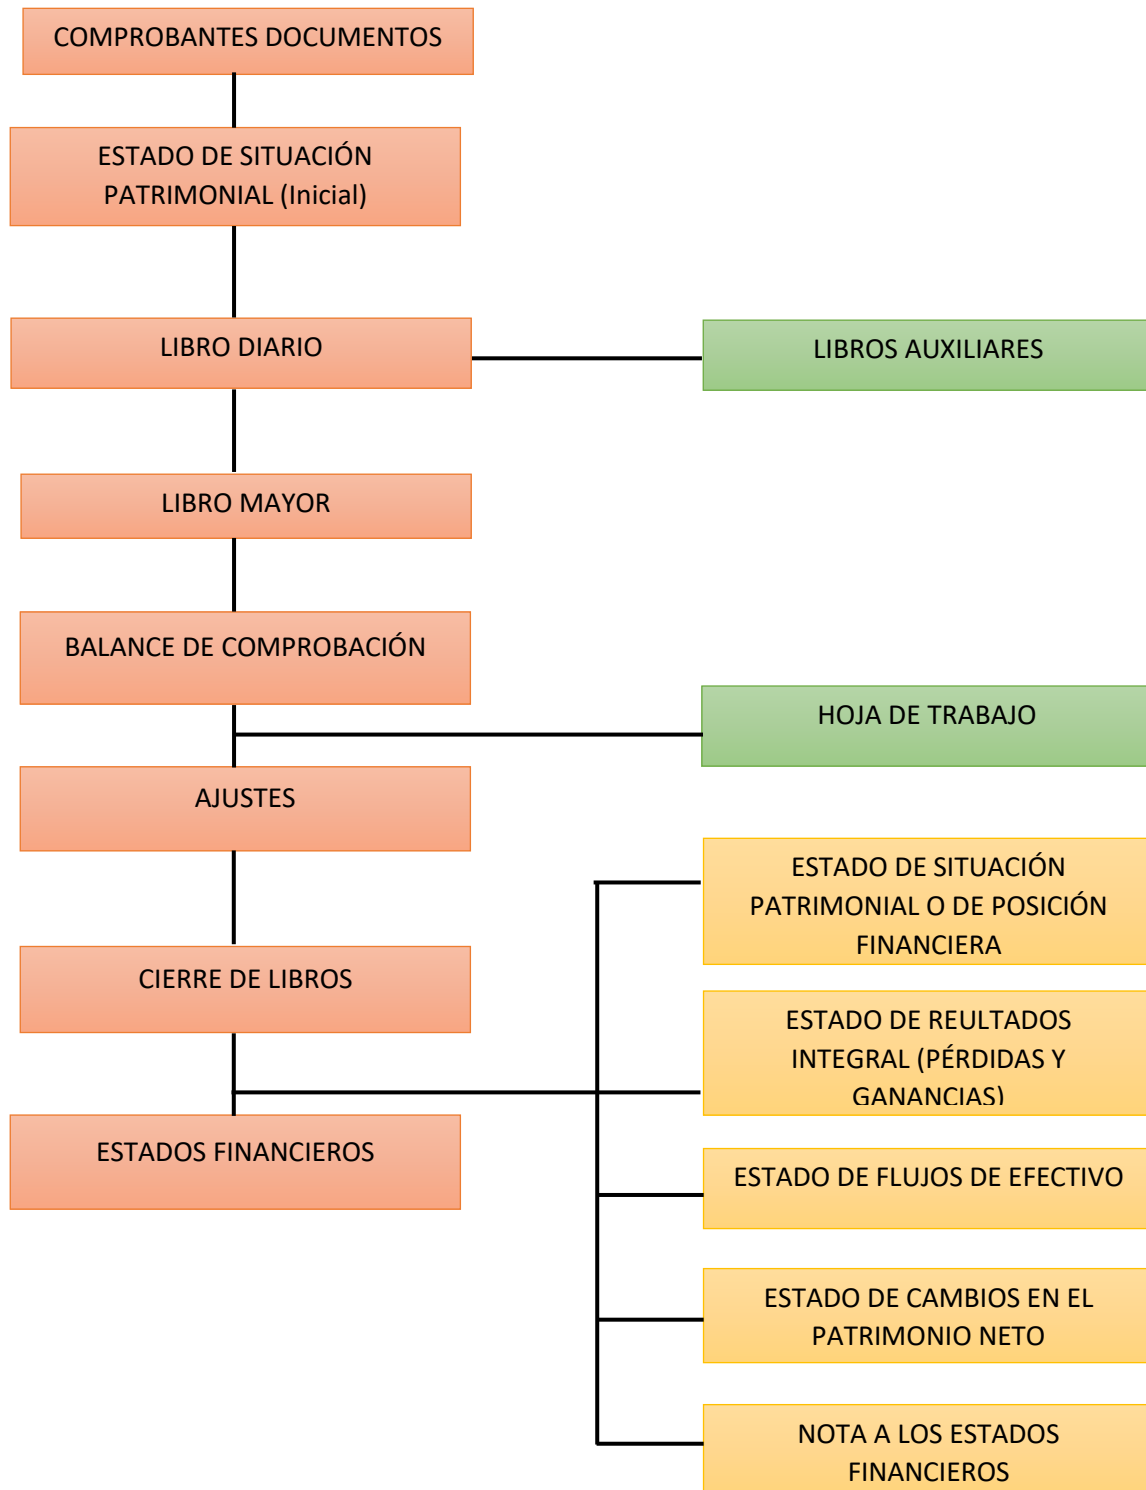 COMPROBANTES DOCUMENTOS
ESTADO DE SITUACIÓN
PATRIMONIAL (Inicial)
LIBRO DIARIO
LIBROS AUXILIARES
LIBRO MAYOR
BALANCE DE COMPROBACIÓN
HOJA DE TRABAJO
AJUSTES
ESTADO DE SITUACIÓN
PATRIMONIAL O DE POSICIÓN
FINANCIERA
CIERRE DE LIBROS
ESTADO DE REULTADOS
INTEGRAL (PÉRDIDAS Y
GANANCIAS)
ESTADOS FINANCIEROS
ESTADO DE FLUJOS DE EFECTIVO
ESTADO DE CAMBIOS EN EL
PATRIMONIO NETO
NOTA A LOS ESTADOS
FINANCIEROS